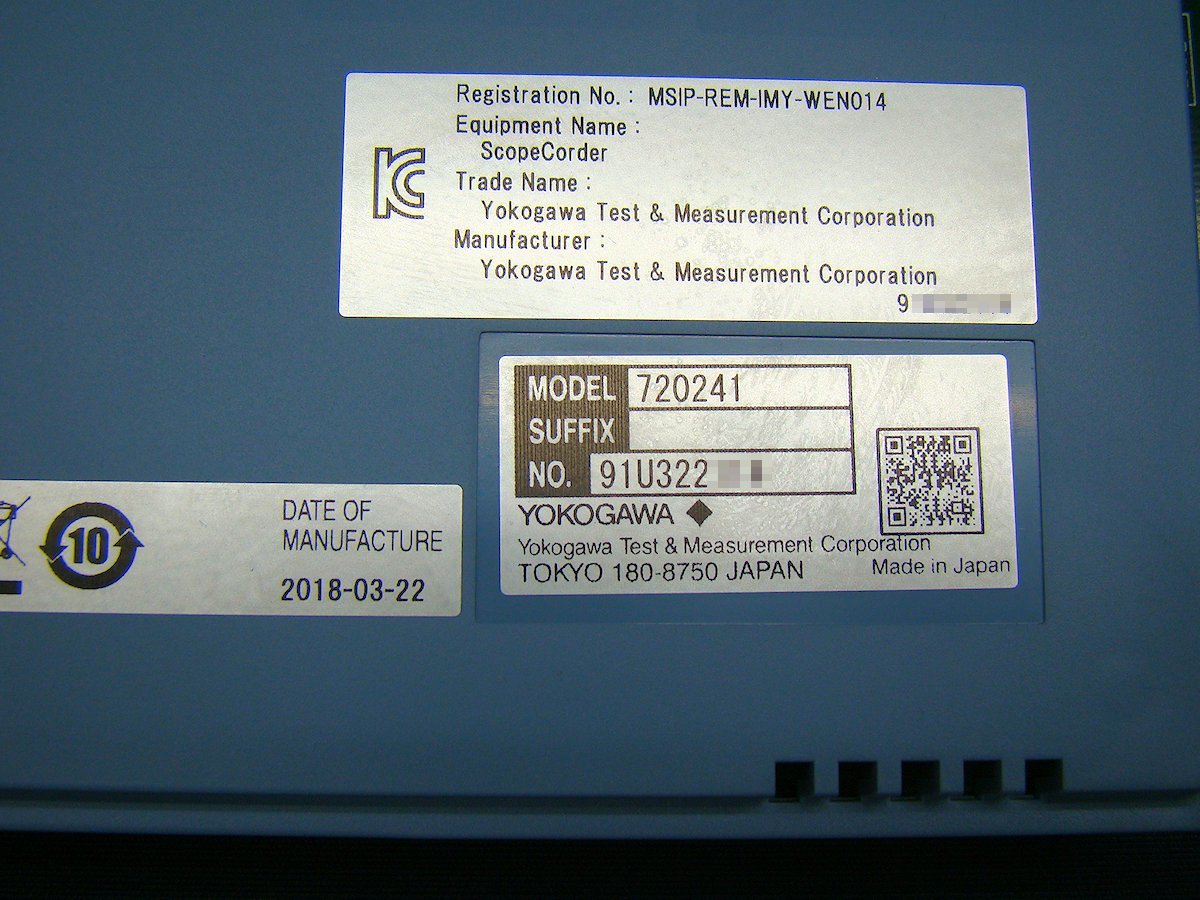 Registration No. : MSIP-REM-IMY-WEN014
Equipment Name :
ScopeCorder
Trade Name :
Yokogawa Test & Measurement Corporation
Manufacturer :
Yokogawa Test & Measurement Corporation
9
MODEL 720241
SUFFIX
NO. 91U322
YOKOGAWA
Yokogawa Test & Measurement Corporation
TOKYO 180-8750 JAPAN
Made in Japan
10
DATE OF
MANUFACTURE
2018-03-22